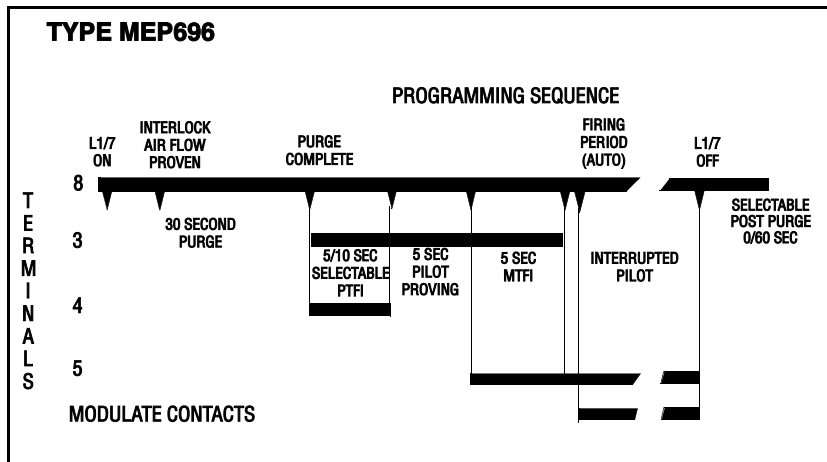 TYPE MEP696
PROGRAMMING SEQUENCE
L1/7
ON
INTERLOCK
AIR FLOW
PROVEN
PURGE
COMPLETE
FIRING
PERIOD
(AUTO)
L1/7
OFF
TERMINALS
8
30 SECOND
PURGE
SELECTABLE
POST PURGE
0/60 SEC
3
5/10 SEC
SELECTABLE
PTFI
5 SEC
PILOT
PROVING
5 SEC
MTFI
INTERRUPTED
PILOT
4
5
MODULATE CONTACTS